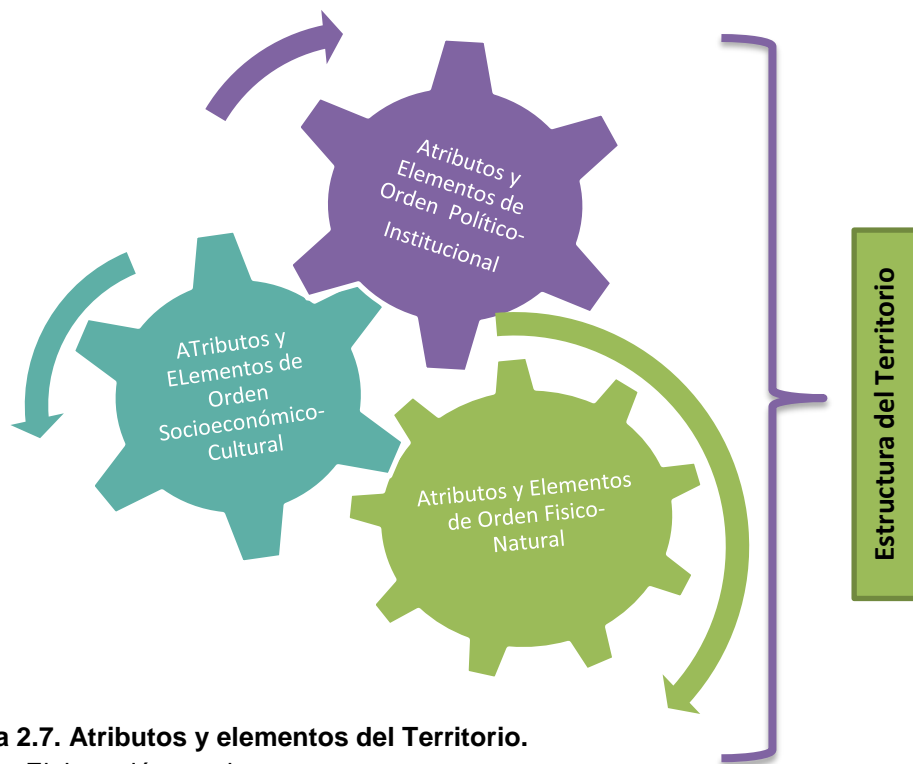 Atributos y
Elementos de
Orden Político-
Institucional
ATributos y
ELementos de
Orden
Socioeconómico-
Cultural
Atributos y Elementos
de Orden Fisico-
Natural
Estructura del Territorio
2.7. Atributos y elementos del Territorio.